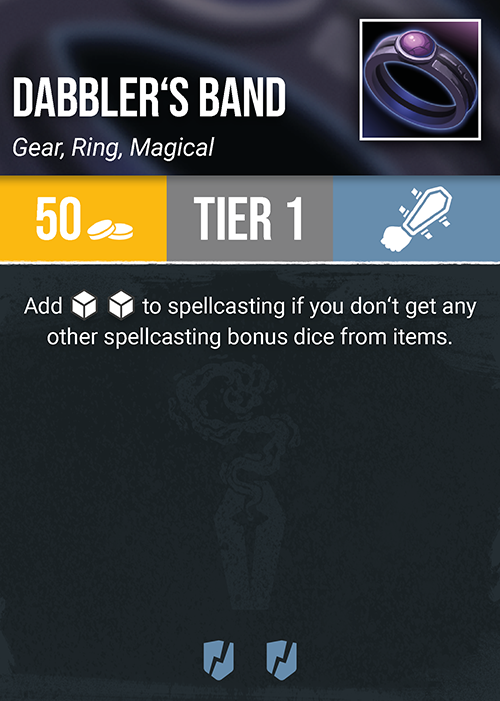 DABBLER‘S BAND
Gear, Ring, Magical
50
TIER 1
Add to spellcasting if you don‘t get any
other spellcasting bonus dice from items.